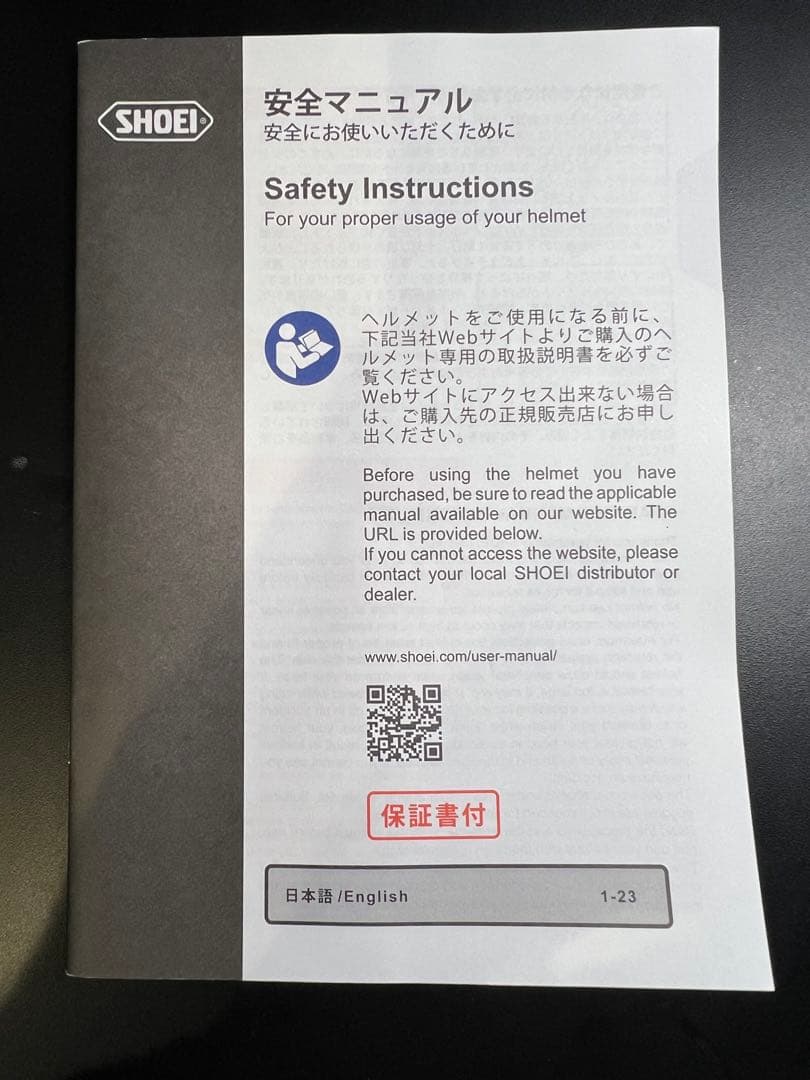 SHOEI®
安全マニュアル
安全にお使いいただくために
Safety Instructions
For your proper usage of your helmet
ヘルメットをご使用になる前に、
下記当社Webサイトよりご購入のヘ
ルメット専用の取扱説明書を必ずご
覧ください。
Webサイトにアクセス出来ない場合
は、ご購入先の正規販売店にお申し
出ください。
Before using the helmet you have
purchased, be sure to read the applicable
manual available on our website. The
URL is provided below.
If you cannot access the website, please
contact your local SHOEI distributor or
dealer.
www.shoei.com/user-manual/
保証書付
日本語/English 1-23